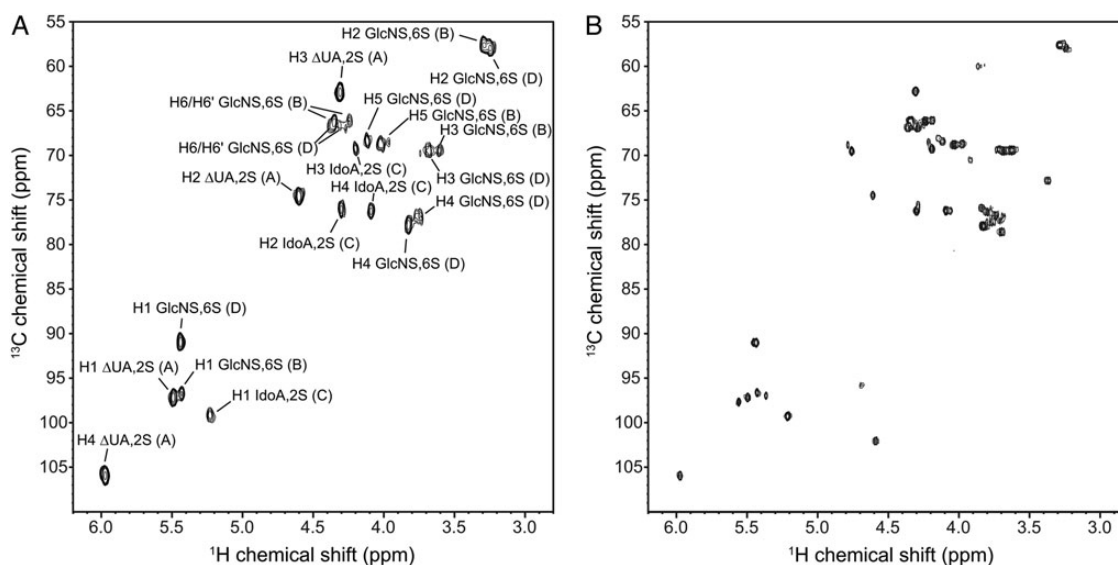 A
55
60
65
70
75
80
85
90
95
100
105
¹³C chemical shift (ppm)
H2 GlcNS,6S (B)
H3 ΔUA,2S (A)
H2 GlcNS,6S (D)
H6/H6' GlcNS,6S (B)
H5 GlcNS,6S (D)
H5 GlcNS,6S (B)
H3 GlcNS,6S (B)
H6/H6' GlcNS,6S (D)
H3 IdoA,2S (C)
H3 GlcNS,6S (D)
H2 ΔUA,2S (A)
H4 IdoA,2S (C)
H4 GlcNS,6S (D)
H2 IdoA,2S (C)
H4 GlcNS,6S (D)
H1 GlcNS,6S (D)
H1 ΔUA,2S (A)
H1 GlcNS,6S (B)
H1 IdoA,2S (C)
H4 ΔUA,2S (A)
6.0 5.5 5.0 4.5 4.0 3.5 3.0
¹H chemical shift (ppm)
B
55
60
65
70
75
80
85
90
95
100
105
¹³C chemical shift (ppm)
6.0 5.5 5.0 4.5 4.0 3.5 3.0
¹H chemical shift (ppm)